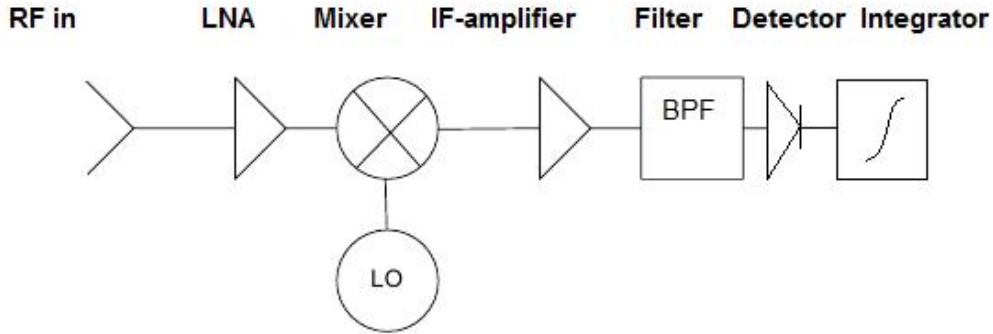 RF in LNA Mixer IF-amplifier Filter Detector Integrator
BPF
LO